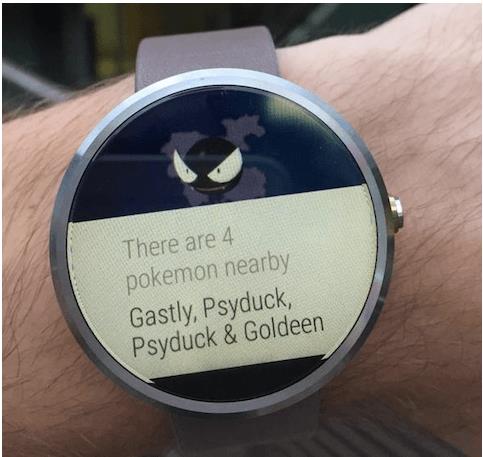 There are 4
pokemon nearby
Gastly, Psyduck,
Psyduck & Goldeen